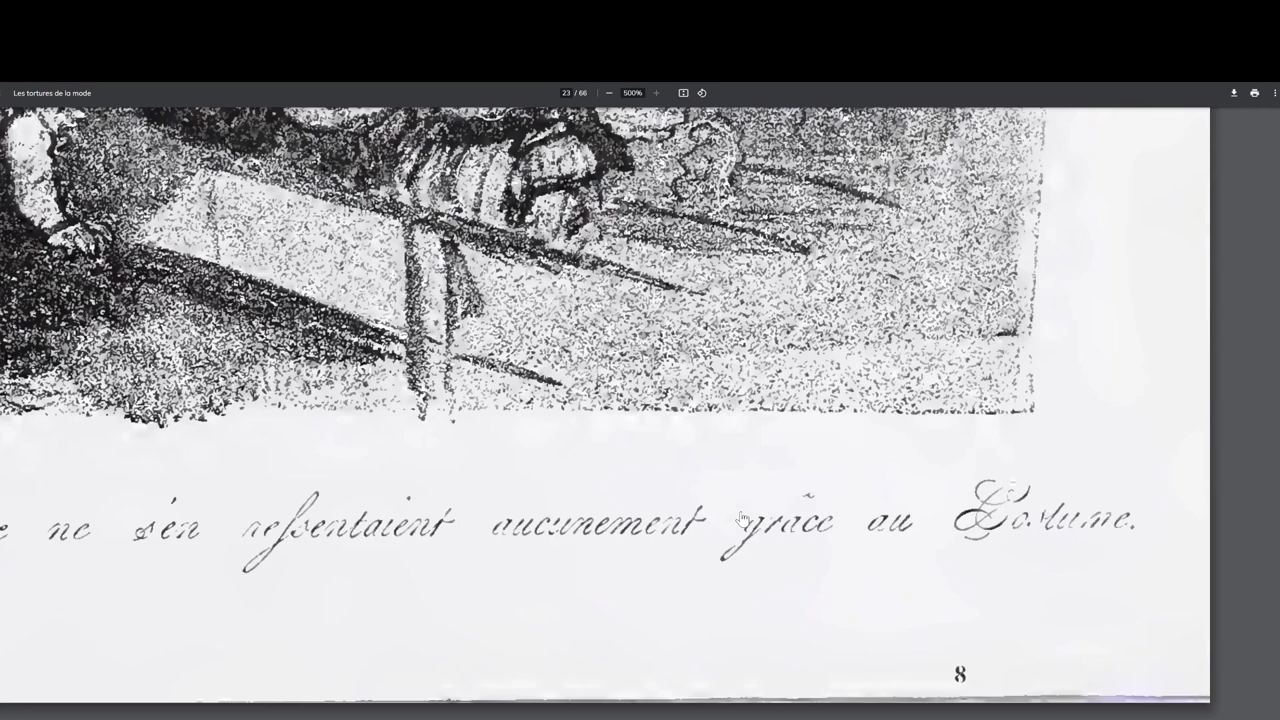 Les tortures de la mode 23 / 66 500%
e ne s'en ressentaient aucunement grâce au Costume.
8